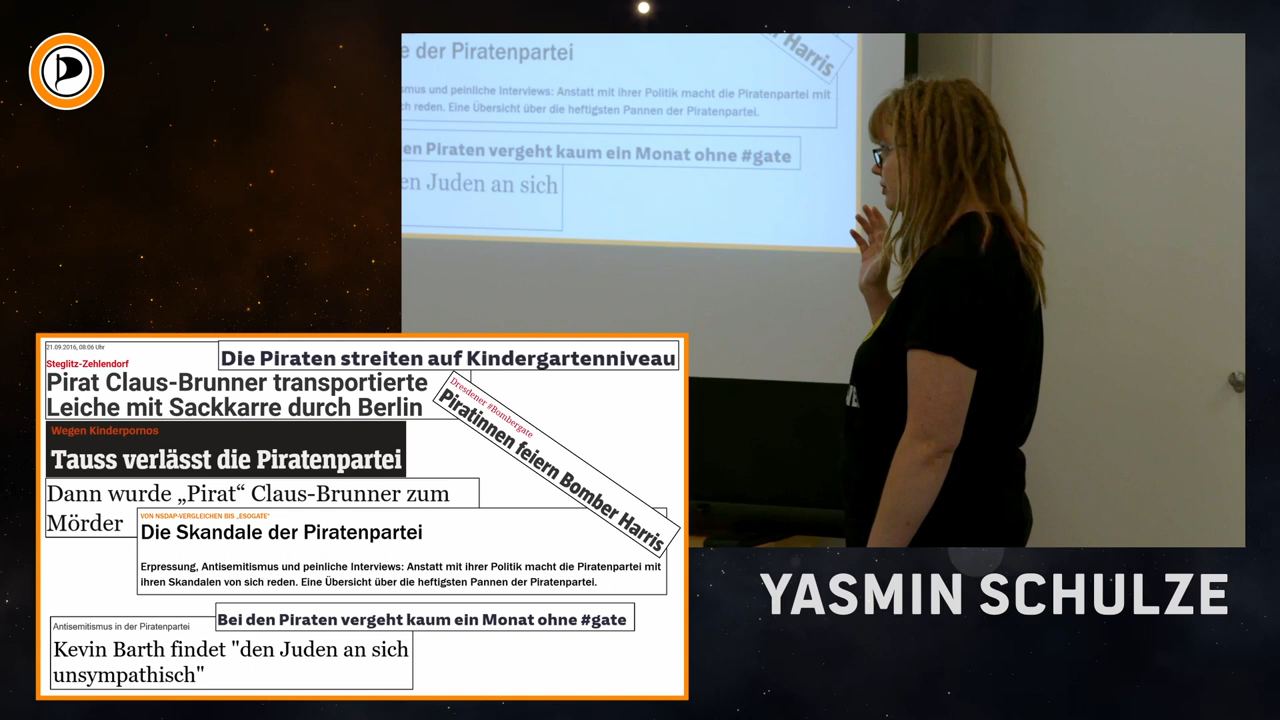 e der Piratenpartei
Harris
smus und peinliche Interviews: Anstatt mit ihrer Politik macht die Piratenpartei mit
ch reden. Eine Übersicht über die heftigsten Pannen der Piratenpartei.
en Piraten vergeht kaum ein Monat ohne #gate
en Juden an sich
21.09.2016, 08:06 Uhr
Die Piraten streiten auf Kindergartenniveau
Steglitz-Zehlendorf
Pirat Claus-Brunner transportierte
Leiche mit Sackkarre durch Berlin
Dresdener #Bombergate
Piratinnen feiern Bomber Harris
Wegen Kinderpornos
Tauss verlässt die Piratenpartei
Dann wurde „Pirat“ Claus-Brunner zum
Mörder
VON NSDAP-VERGLEICHEN BIS „ESOGATE“
Die Skandale der Piratenpartei
Erpressung, Antisemitismus und peinliche Interviews: Anstatt mit ihrer Politik macht die Piratenpartei mit
ihren Skandalen von sich reden. Eine Übersicht über die heftigsten Pannen der Piratenpartei.
Bei den Piraten vergeht kaum ein Monat ohne #gate
Antisemitismus in der Piratenpartei
Kevin Barth findet "den Juden an sich
unsympathisch"
YASMIN SCHULZE